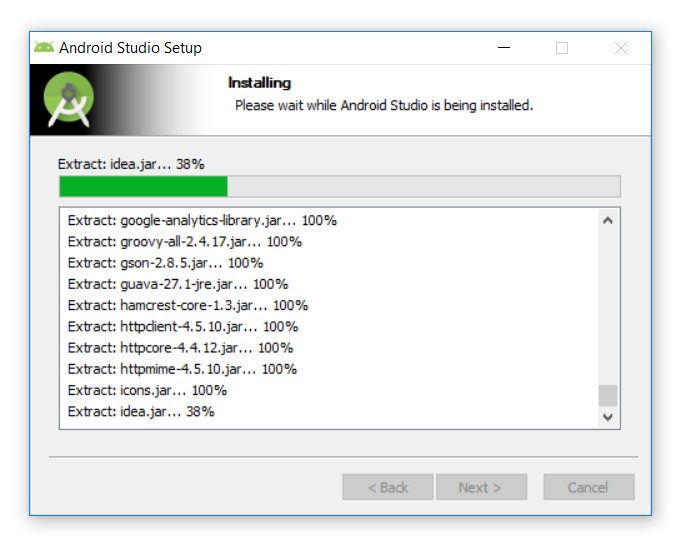 Android Studio Setup
Installing
Please wait while Android Studio is being installed.
Extract: idea.jar... 38%
Extract: google-analytics-library.jar... 100%
Extract: groovy-all-2.4.17.jar... 100%
Extract: gson-2.8.5.jar... 100%
Extract: guava-27.1-jre.jar... 100%
Extract: hamcrest-core-1.3.jar... 100%
Extract: httpclient-4.5.10.jar... 100%
Extract: httpcore-4.4.12.jar... 100%
Extract: httpmime-4.5.10.jar... 100%
Extract: icons.jar... 100%
Extract: idea.jar... 38%
< Back Next > Cancel